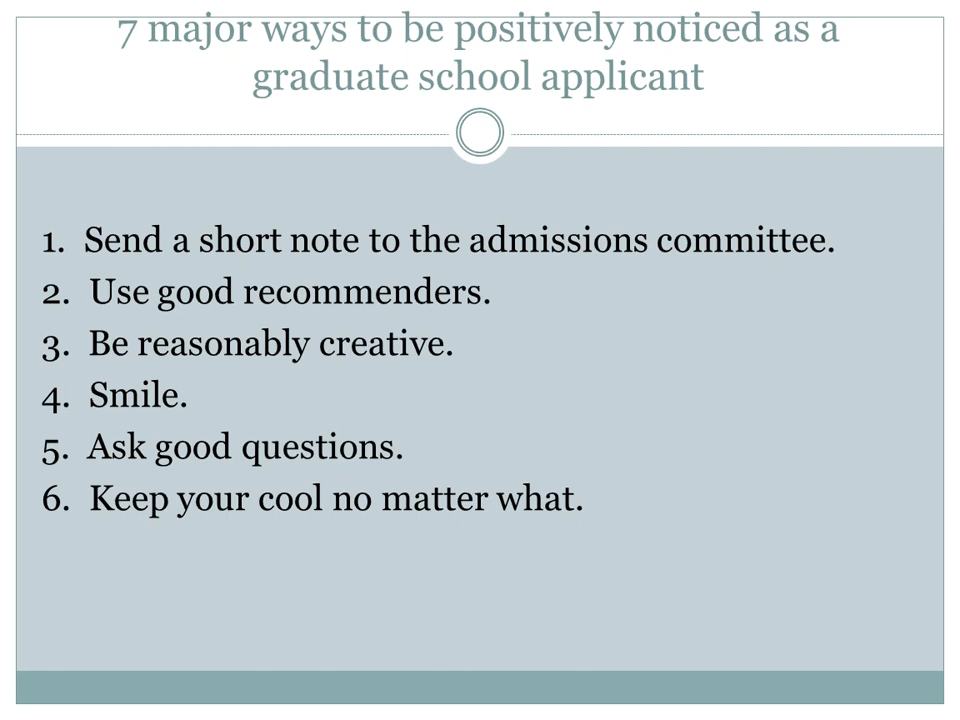 7 major ways to be positively noticed as a
graduate school applicant
1. Send a short note to the admissions committee.
2. Use good recommenders.
3. Be reasonably creative.
4. Smile.
5. Ask good questions.
6. Keep your cool no matter what.